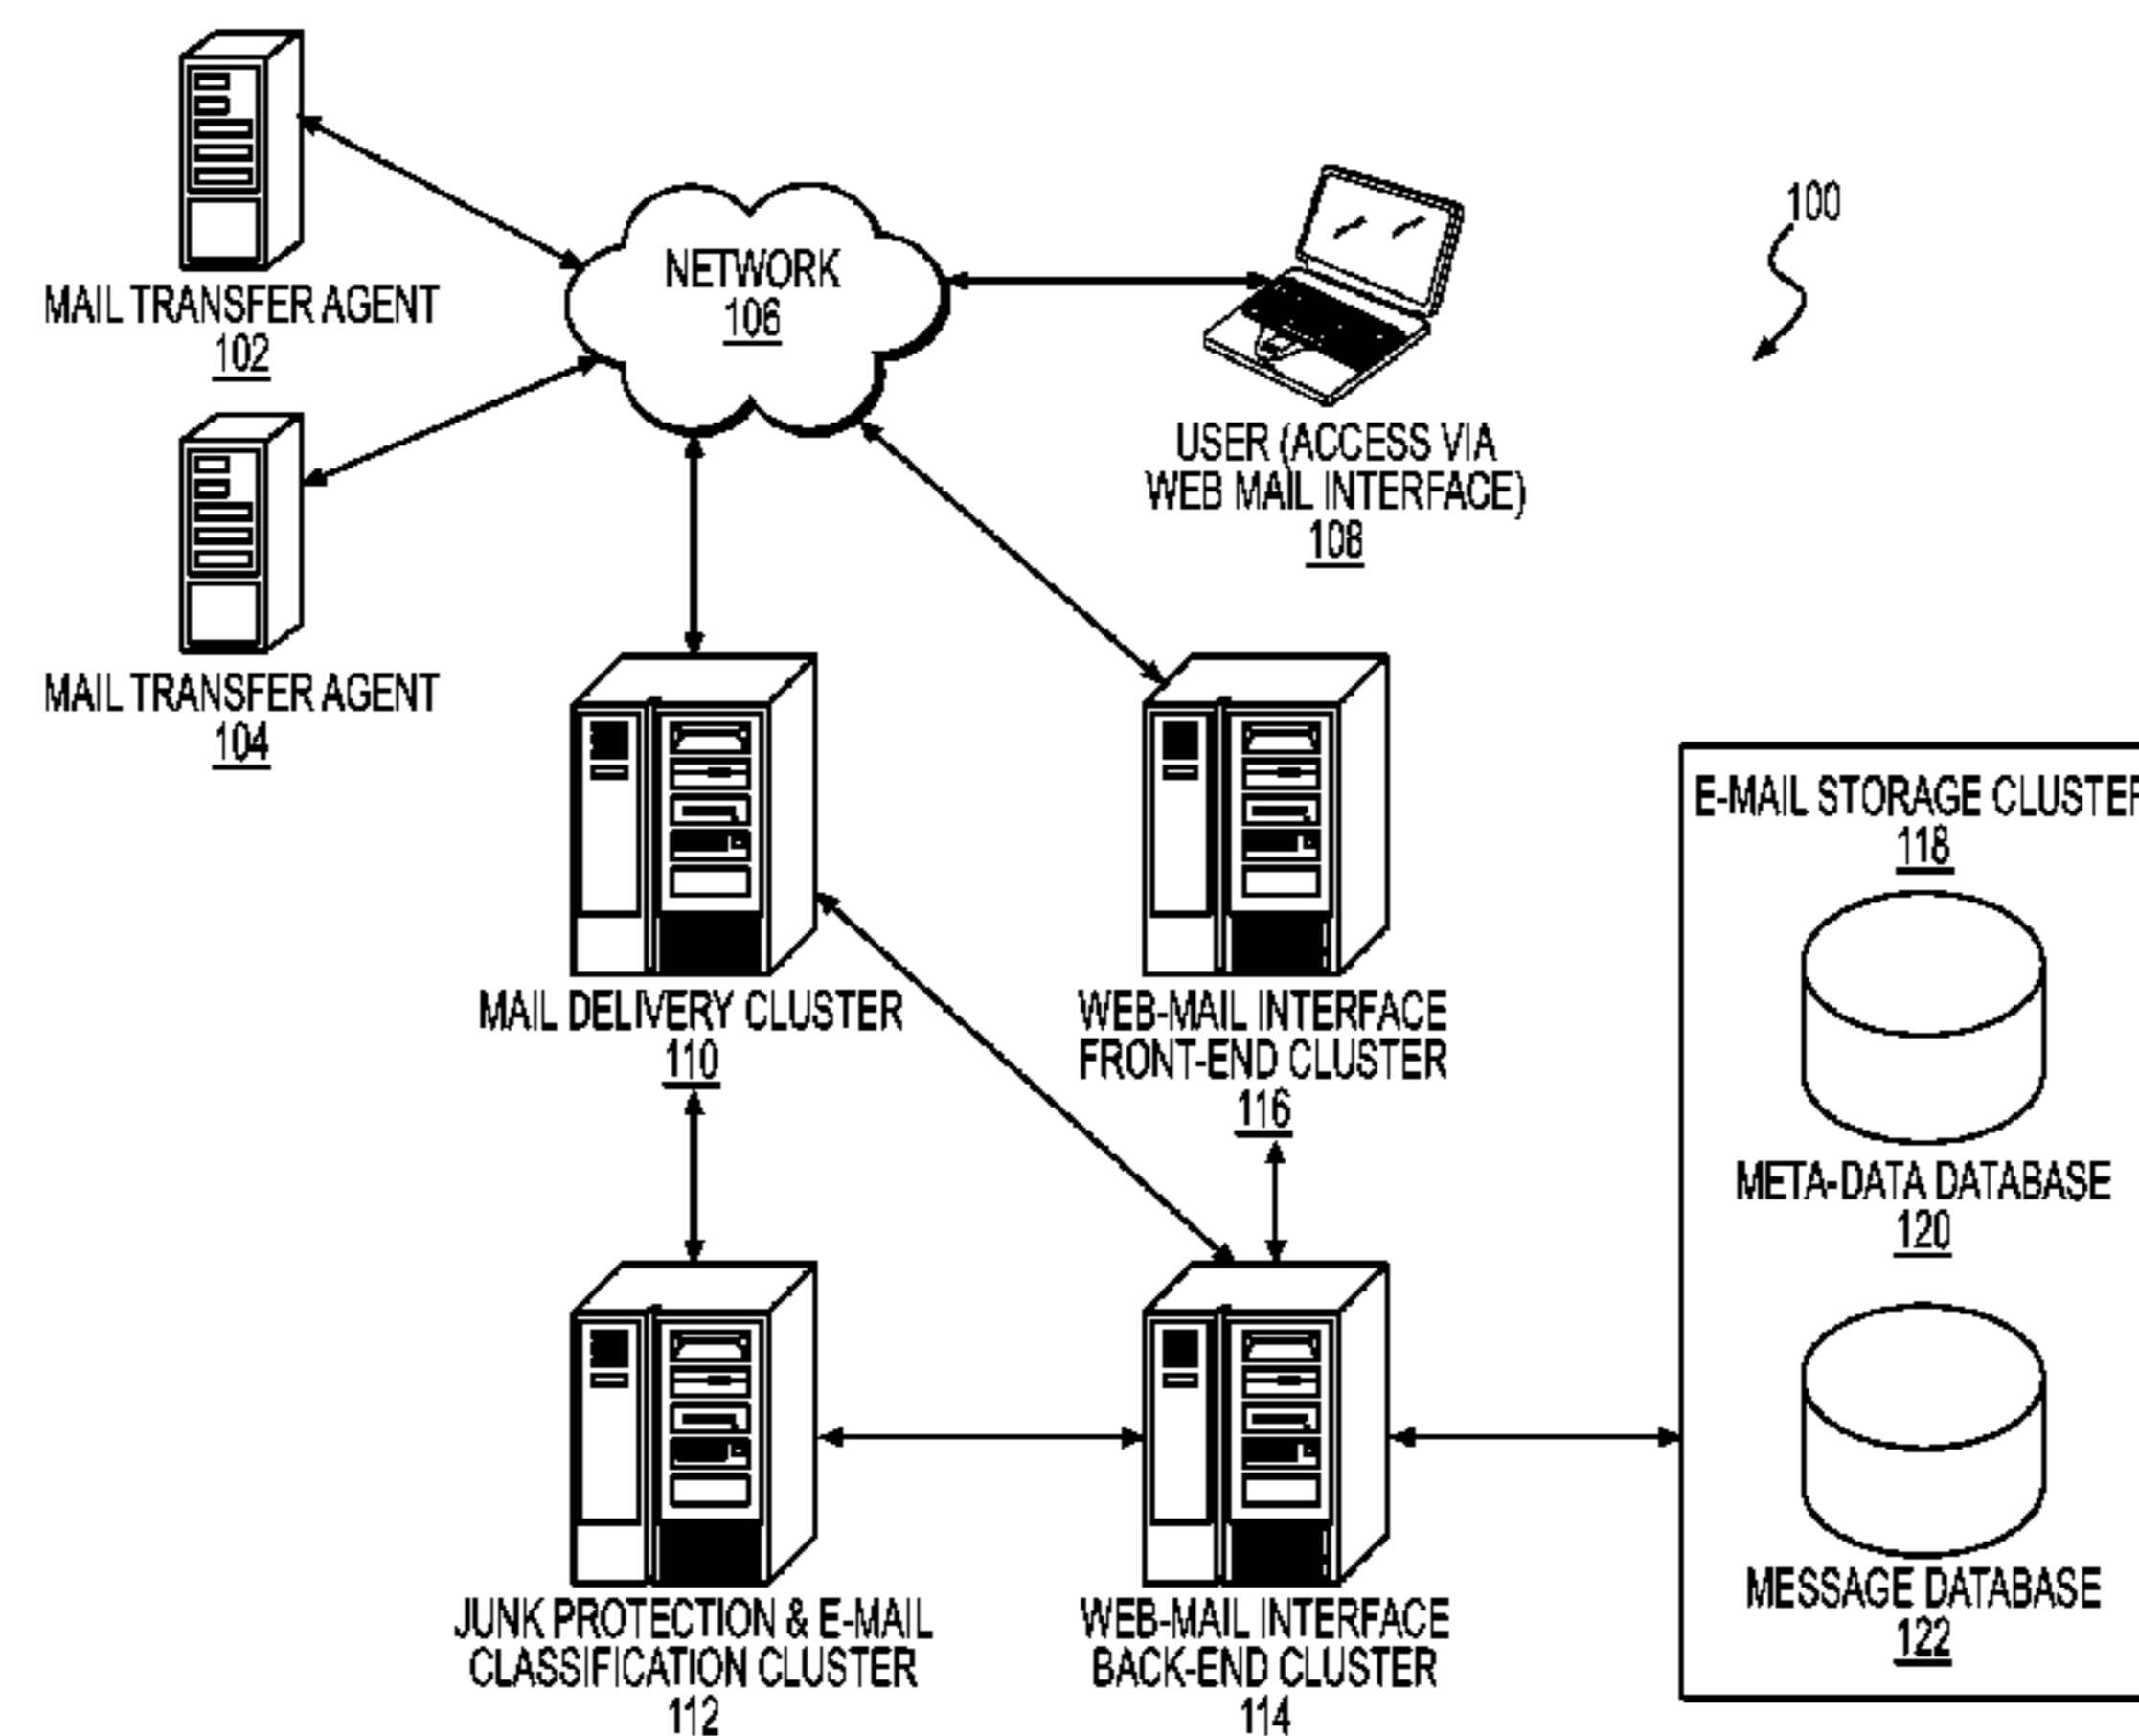 100
NETWORK
106
MAIL TRANSFER AGENT
102
USER (ACCESS VIA
WEB MAIL INTERFACE)
108
MAIL TRANSFER AGENT
104
E-MAIL STORAGE CLUSTER
118
MAIL DELIVERY CLUSTER
110
WEB-MAIL INTERFACE
FRONT-END CLUSTER
116
META-DATA DATABASE
120
JUNK PROTECTION & E-MAIL
CLASSIFICATION CLUSTER
112
WEB-MAIL INTERFACE
BACK-END CLUSTER
114
MESSAGE DATABASE
122